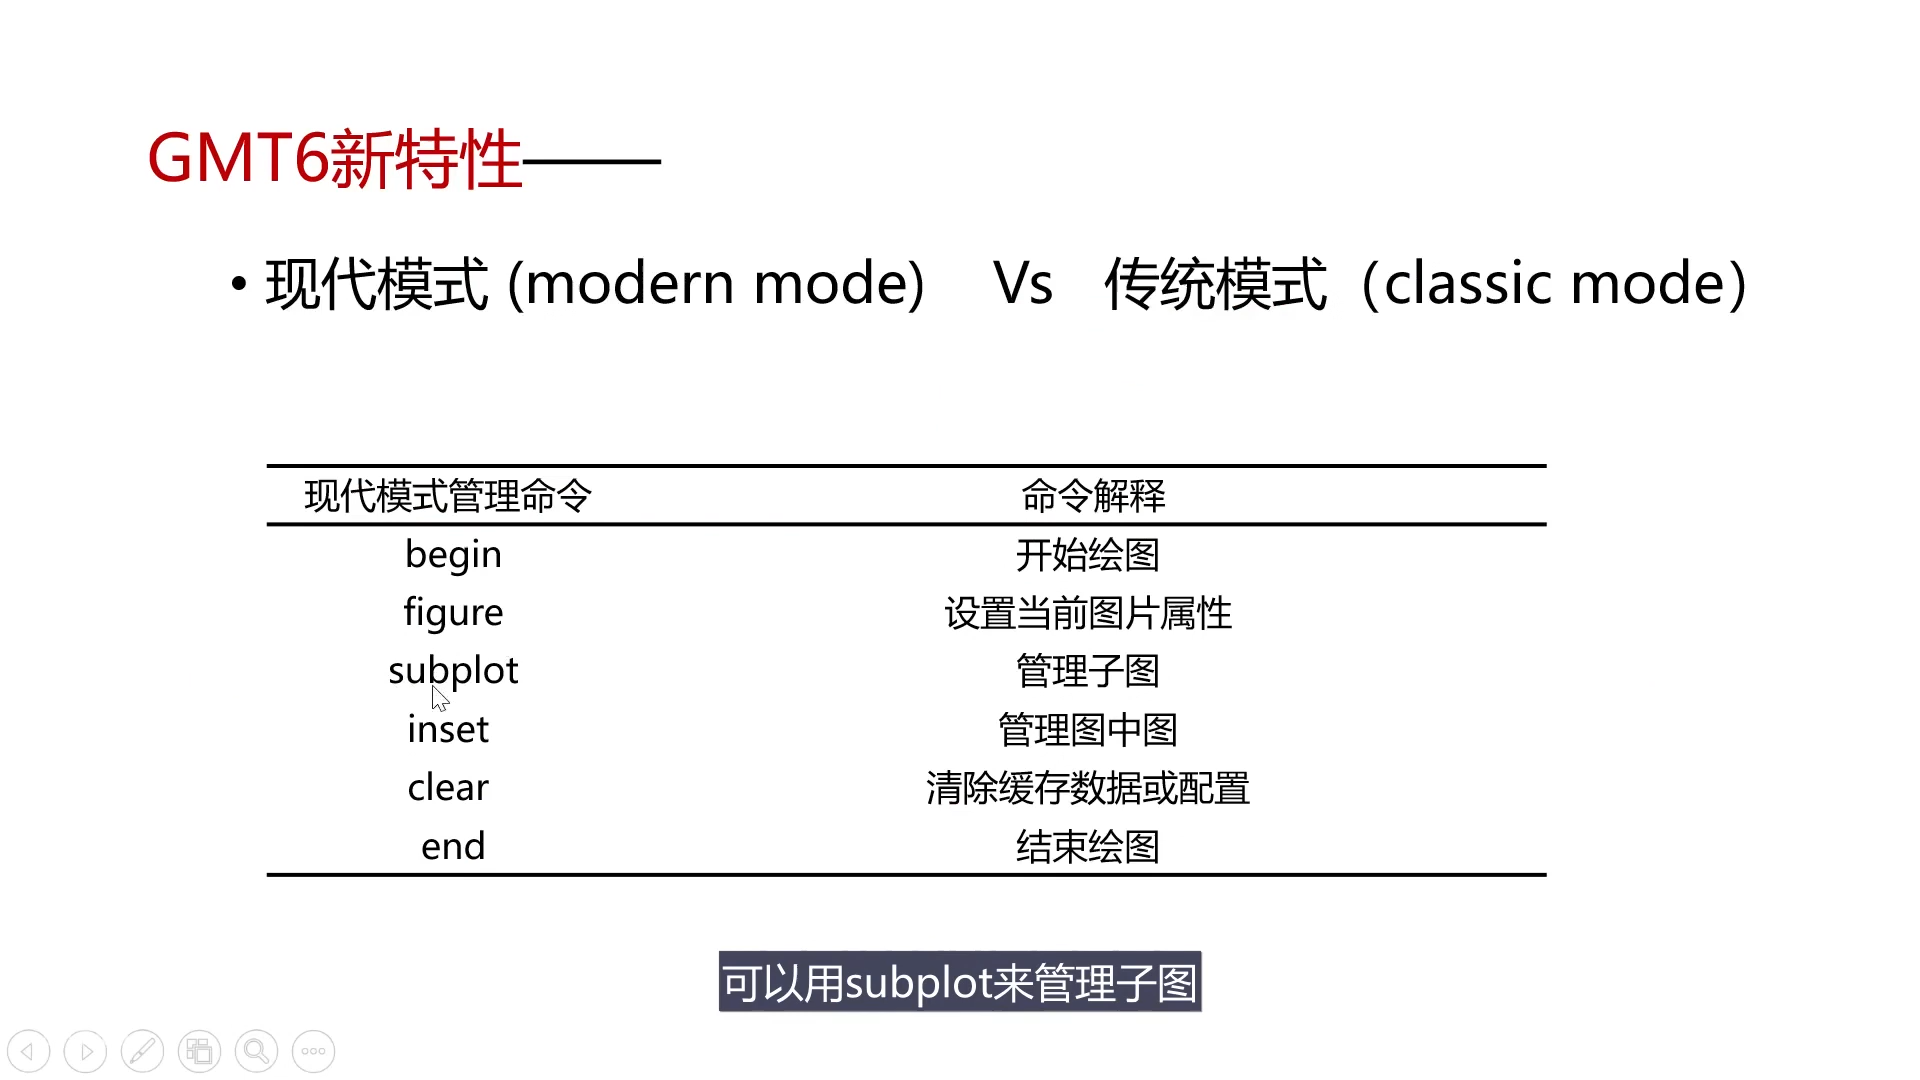 GMT6新特性——
• 现代模式 (modern mode) Vs 传统模式（classic mode）
现代模式管理命令 命令解释
begin 开始绘图
figure 设置当前图片属性
subplot 管理子图
inset 管理图中图
clear 清除缓存数据或配置
end 结束绘图
可以用subplot来管理子图